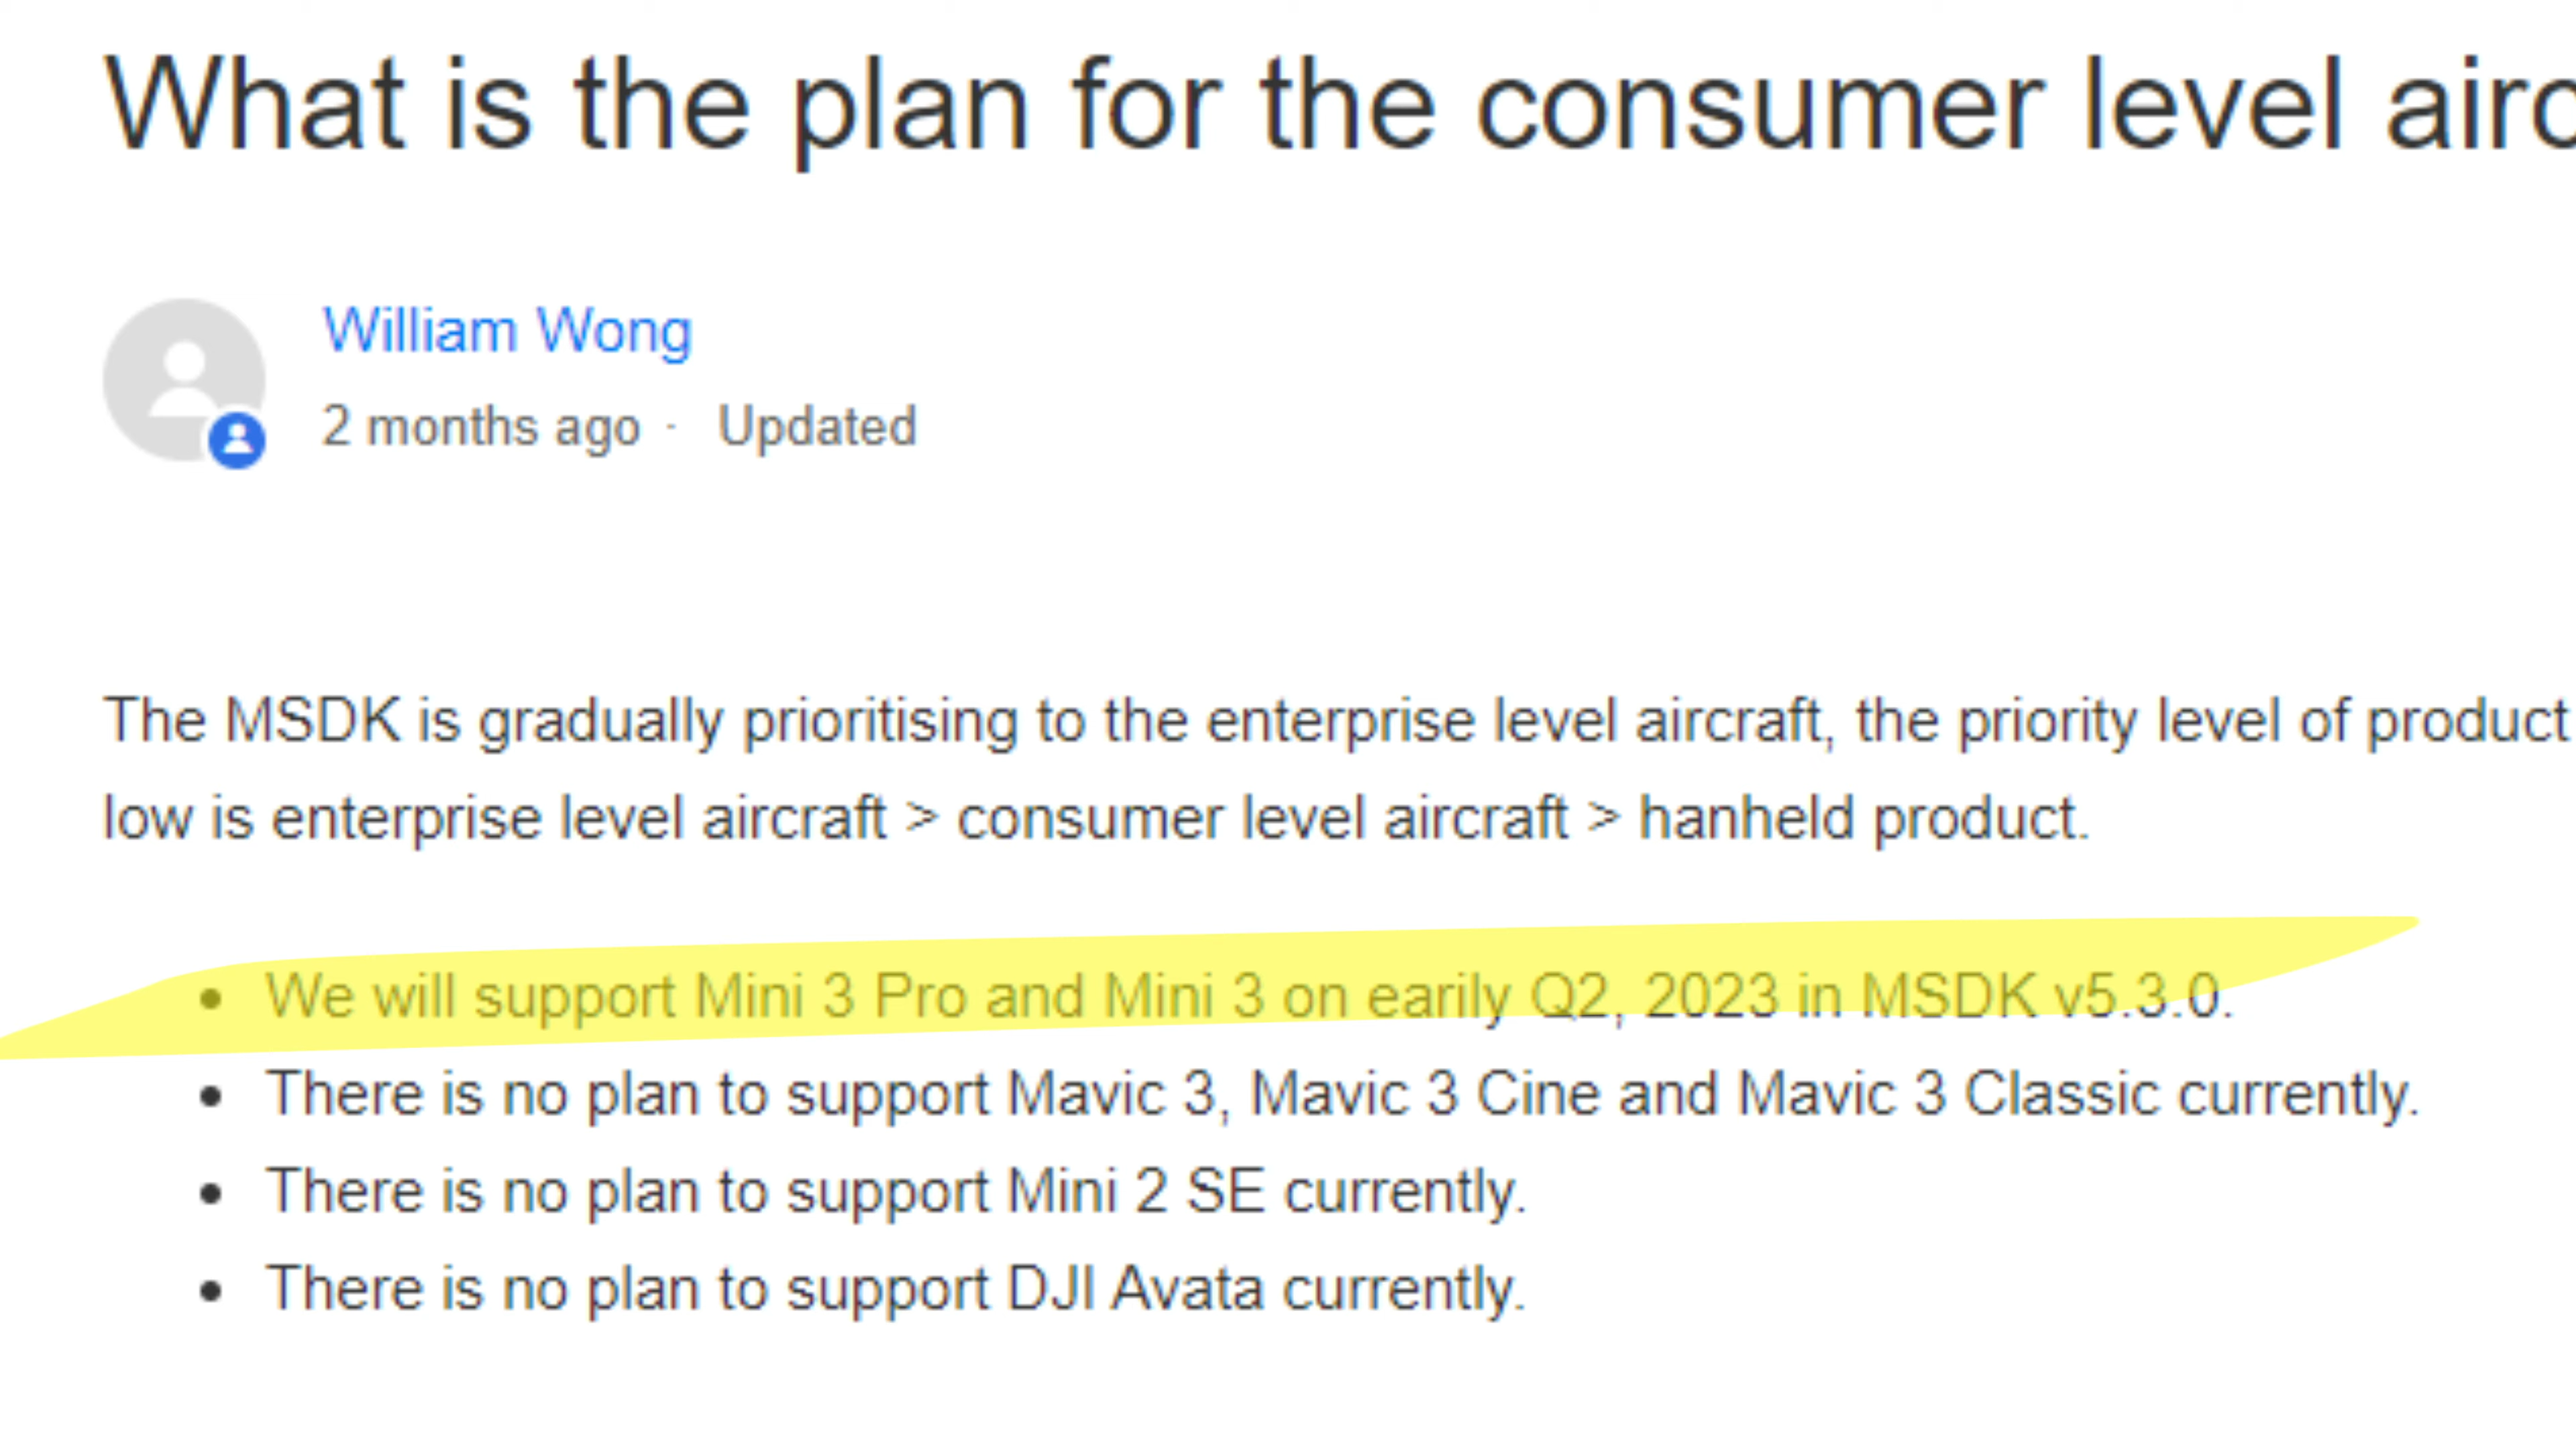 What is the plan for the consumer level airc
William Wong
2 months ago · Updated
The MSDK is gradually prioritising to the enterprise level aircraft, the priority level of product
low is enterprise level aircraft > consumer level aircraft > hanheld product.
• We will support Mini 3 Pro and Mini 3 on earily Q2, 2023 in MSDK v5.3.0.
• There is no plan to support Mavic 3, Mavic 3 Cine and Mavic 3 Classic currently.
• There is no plan to support Mini 2 SE currently.
• There is no plan to support DJI Avata currently.